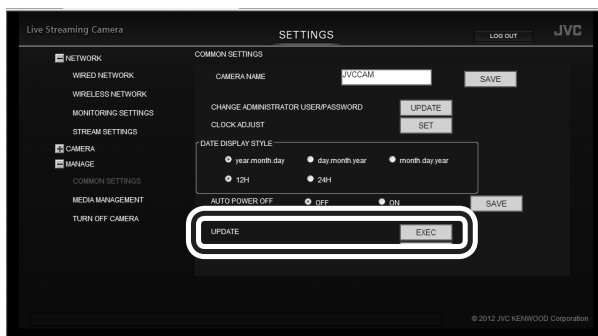 Live Streaming Camera
SETTINGS
LOG OUT
JVC
NETWORK
WIRED NETWORK
WIRELESS NETWORK
MONITORING SETTINGS
STREAM SETTINGS
CAMERA
MANAGE
COMMON SETTINGS
MEDIA MANAGEMENT
TURN OFF CAMERA
COMMON SETTINGS
CAMERA NAME JVCCAM SAVE
CHANGE ADMINISTRATOR USER/PASSWORD UPDATE
CLOCK ADJUST SET
DATE DISPLAY STYLE
year.month.day day.month.year month.day.year
12H 24H
AUTO POWER OFF OFF ON SAVE
UPDATE EXEC
© 2012 JVC KENWOOD Corporation